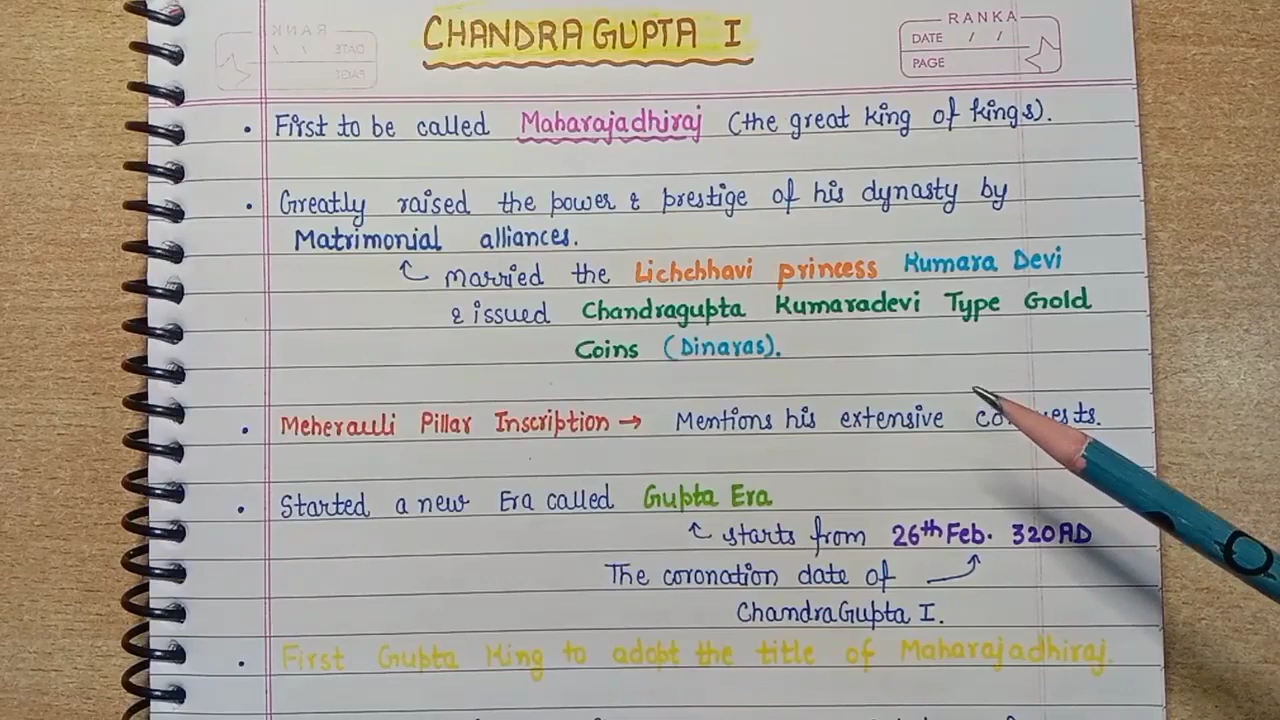 CHANDRA GUPTA I
RANKA
DATE / /
PAGE
• First to be called Maharajadhiraj (the great king of kings).
• Greatly raised the power & prestige of his dynasty by
Matrimonial alliances.
married the Lichchhavi princess Kumara Devi
& issued Chandragupta Kumaradevi Type Gold
Coins (Dinaras).
• Meherauli Pillar Inscription → Mentions his extensive
• Started a new Era called Gupta Era
starts from 26th Feb. 320AD
The coronation date of
ChandraGupta I.
• First Gupta King to adopt the title of Maharajadhiraj.